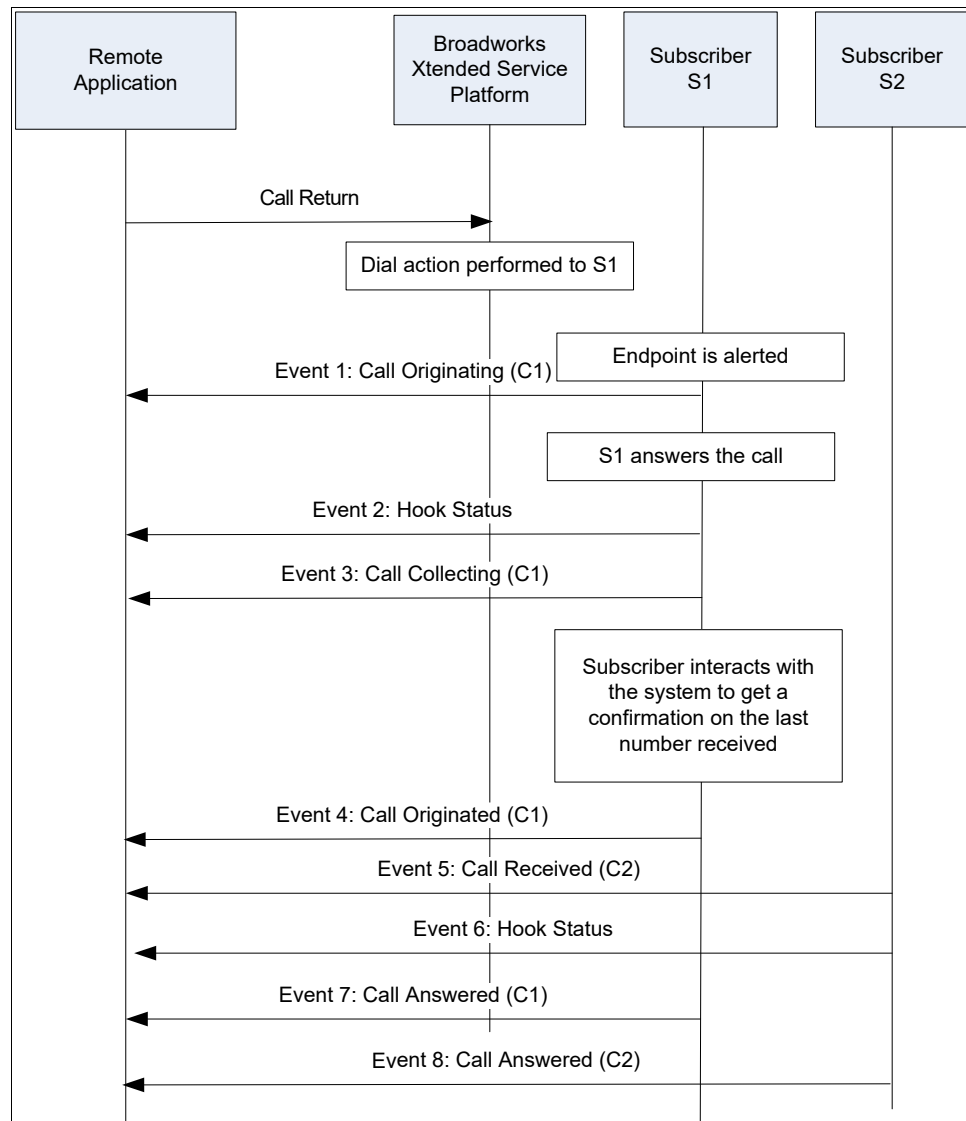 Remote
Application
Broadworks
Xtended Service
Platform
Subscriber
S1
Subscriber
S2
Call Return
Dial action performed to S1
Endpoint is alerted
Event 1: Call Originating (C1)
S1 answers the call
Event 2: Hook Status
Event 3: Call Collecting (C1)
Subscriber interacts with
the system to get a
confirmation on the last
number received
Event 4: Call Originated (C1)
Event 5: Call Received (C2)
Event 6: Hook Status
Event 7: Call Answered (C1)
Event 8: Call Answered (C2)